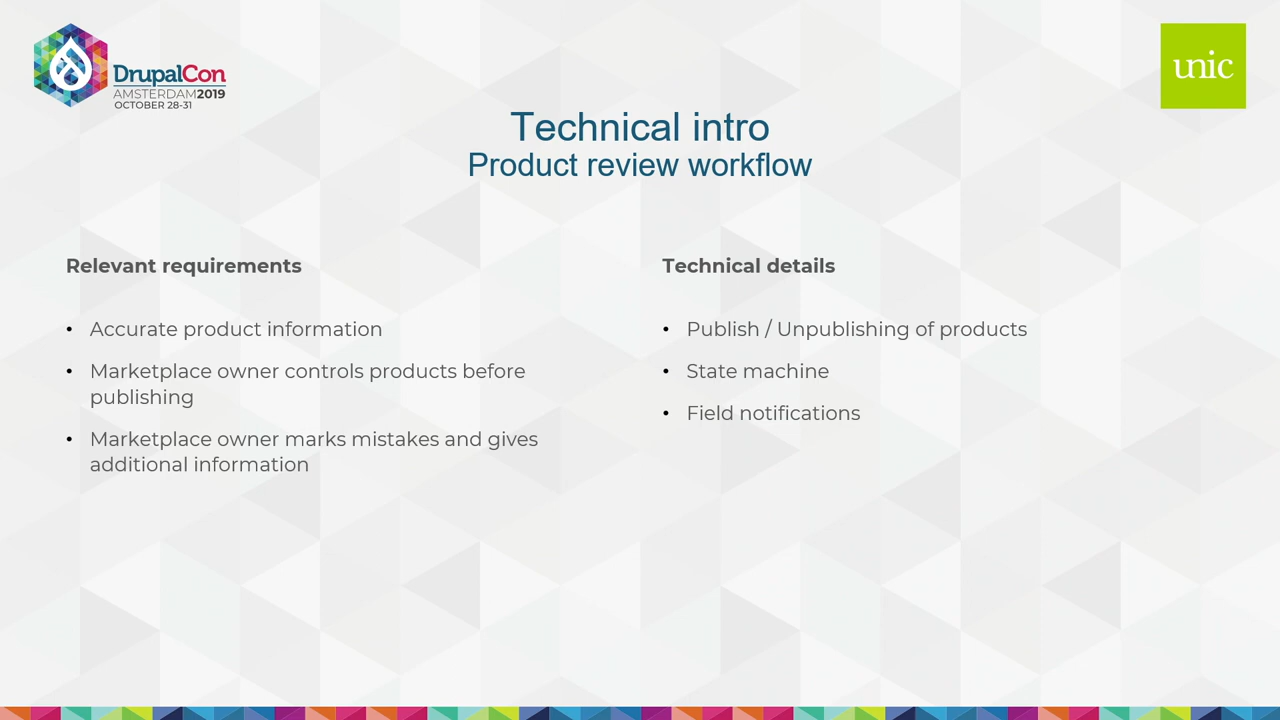 DrupalCon
AMSTERDAM2019
OCTOBER 28-31
unic
Technical intro
Product review workflow
Relevant requirements
• Accurate product information
• Marketplace owner controls products before
publishing
• Marketplace owner marks mistakes and gives
additional information
Technical details
• Publish / Unpublishing of products
• State machine
• Field notifications